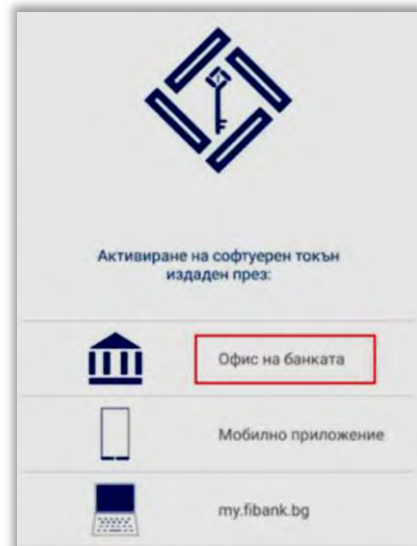 Активиране на софтуерен токън
издаден през:
Офис на банката
Мобилно приложение
my.fibank.bg